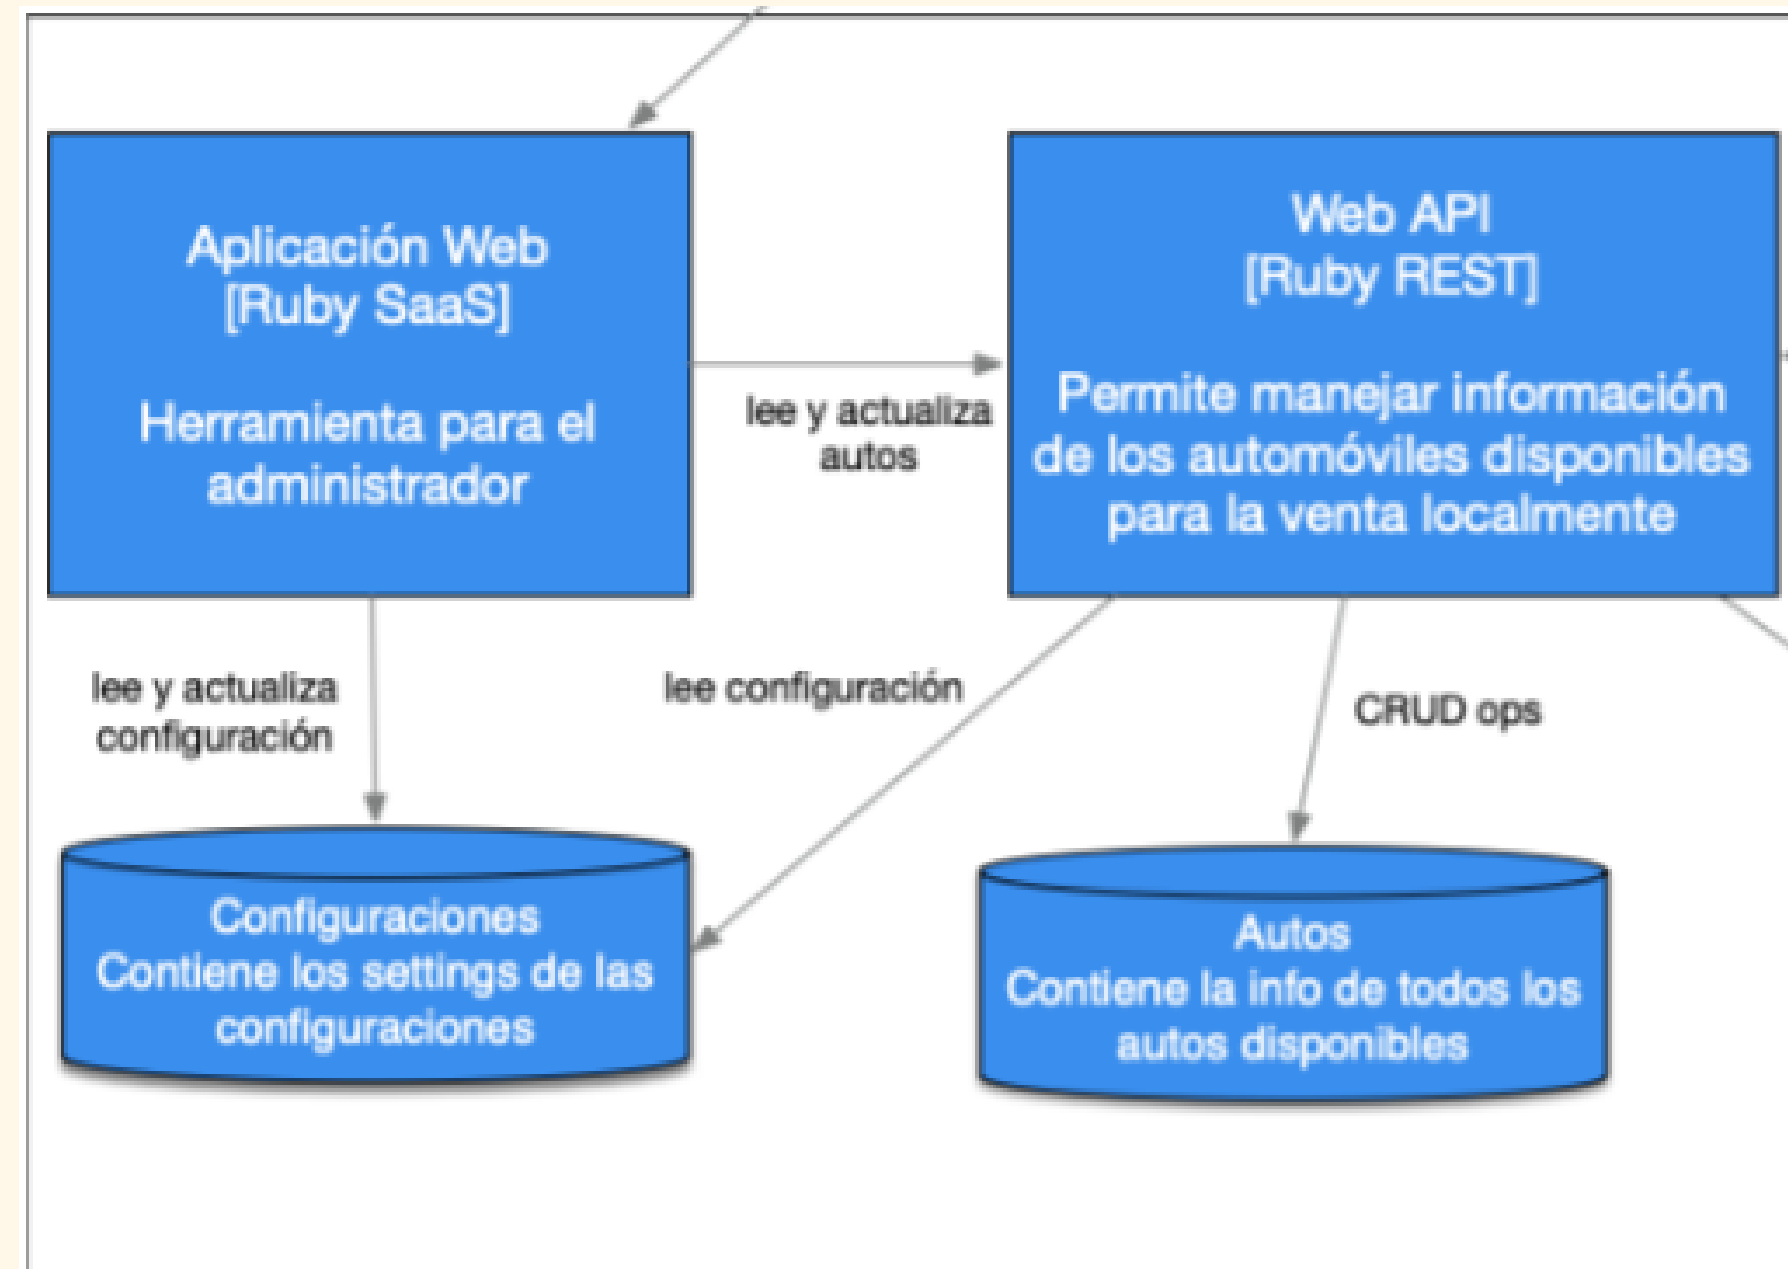 Aplicación Web
[Ruby SaaS]
Herramienta para el
administrador
Web API
[Ruby REST]
Permite manejar información
de los automóviles disponibles
para la venta localmente
lee y actualiza
autos
lee y actualiza
configuración
lee configuración
CRUD ops
Configuraciones
Contiene los settings de las
configuraciones
Autos
Contiene la info de todos los
autos disponibles